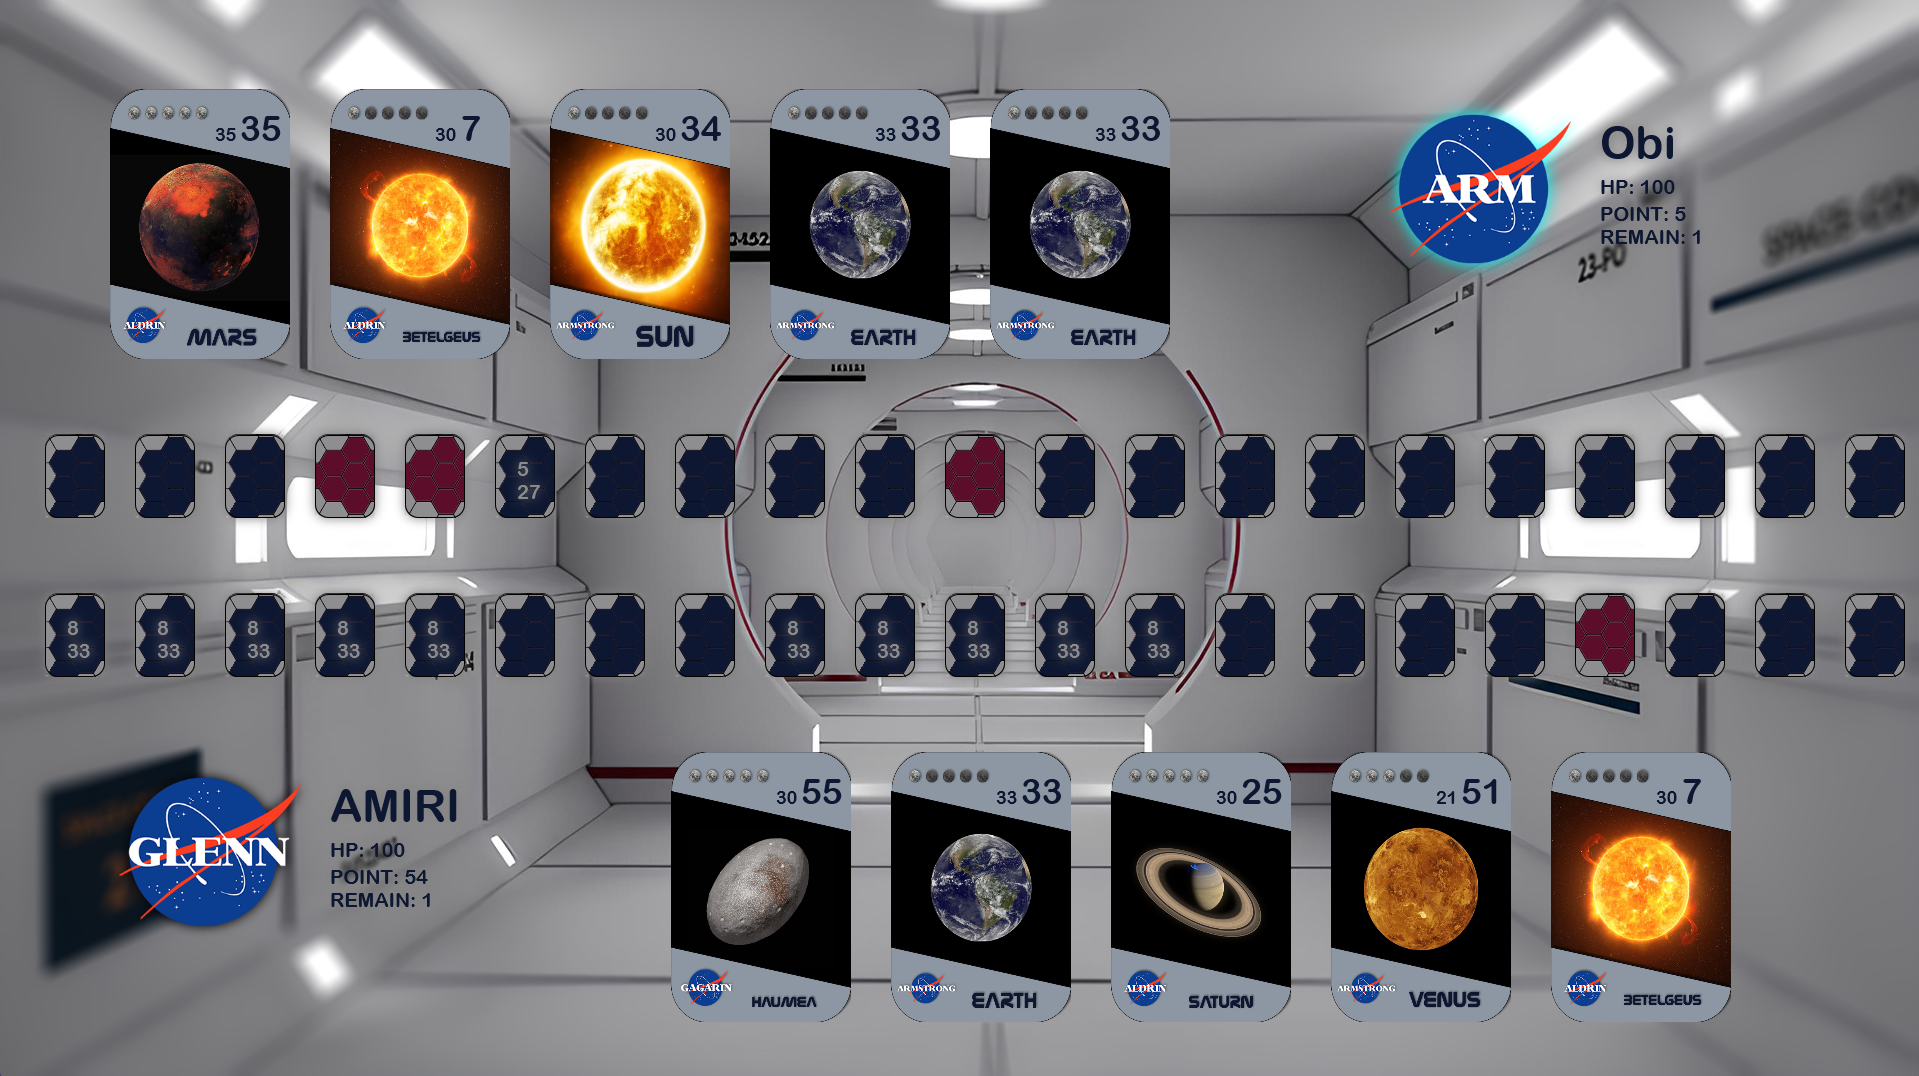 35 35
ALDRIN MARS
30 7
ALDRIN BETELGEUS
30 34
ARMSTRONG SUN
33 33
ARMSTRONG EARTH
33 33
ARMSTRONG EARTH
ARM
Obi
HP: 100
POINT: 5
REMAIN: 1
23-PO
5
27
8
33
8
33
8
33
8
33
8
33
8
33
8
33
8
33
8
33
8
33
GLENN
AMIRI
HP: 100
POINT: 54
REMAIN: 1
30 55
GAGARIN HAUMEA
33 33
ARMSTRONG EARTH
30 25
ALDRIN SATURN
21 51
ARMSTRONG VENUS
30 7
ALDRIN BETELGEUS